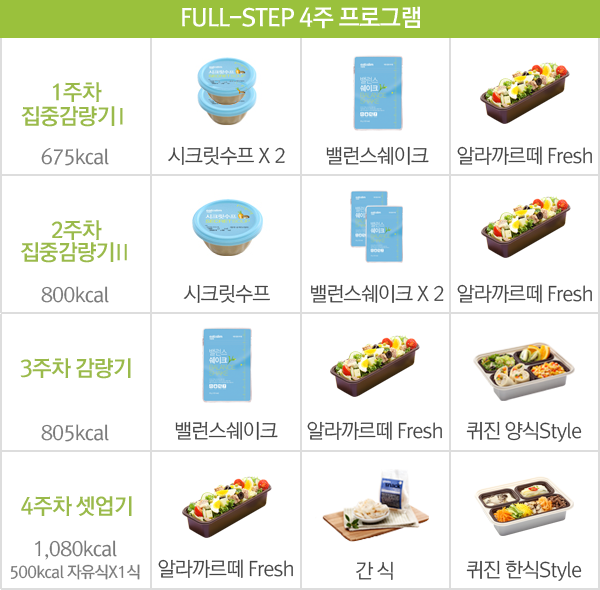 FULL-STEP 4주 프로그램
1주차
집중감량기I
675kcal
시크릿수프 X 2
밸런스쉐이크
알라까르떼 Fresh
2주차
집중감량기II
800kcal
시크릿수프
밸런스쉐이크 X 2
알라까르떼 Fresh
3주차 감량기
805kcal
밸런스쉐이크
알라까르떼 Fresh
퀴진 양식Style
4주차 셋업기
1,080kcal
500kcal 자유식X1식
알라까르떼 Fresh
간 식
퀴진 한식Style